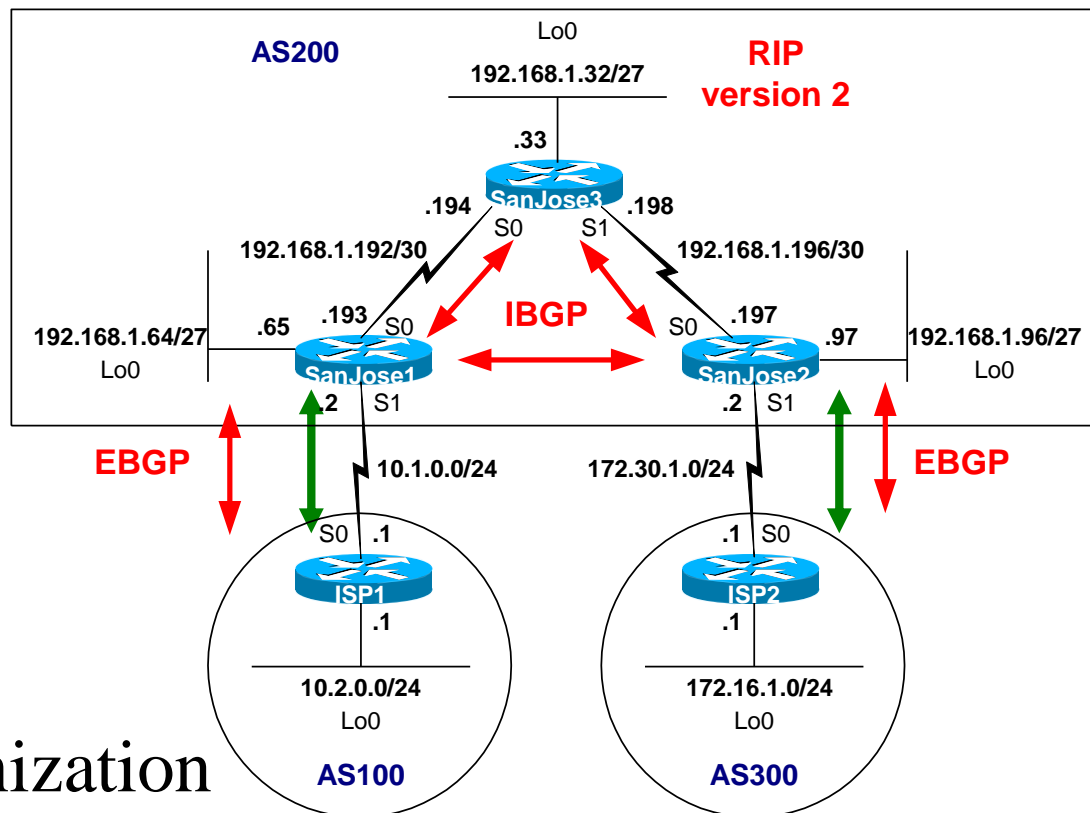 Lo0
AS200
RIP
version 2
192.168.1.32/27
.33
SanJose3
.194
.198
S0
S1
192.168.1.192/30
192.168.1.196/30
.193
S0
IBGP
S0
.197
192.168.1.64/27
.65
.97
192.168.1.96/27
Lo0
SanJose1
SanJose2
Lo0
.2
S1
.2
S1
EBGP
10.1.0.0/24
172.30.1.0/24
EBGP
S0
.1
.1
S0
ISP1
ISP2
.1
.1
10.2.0.0/24
172.16.1.0/24
Lo0
Lo0
nization
AS100
AS300